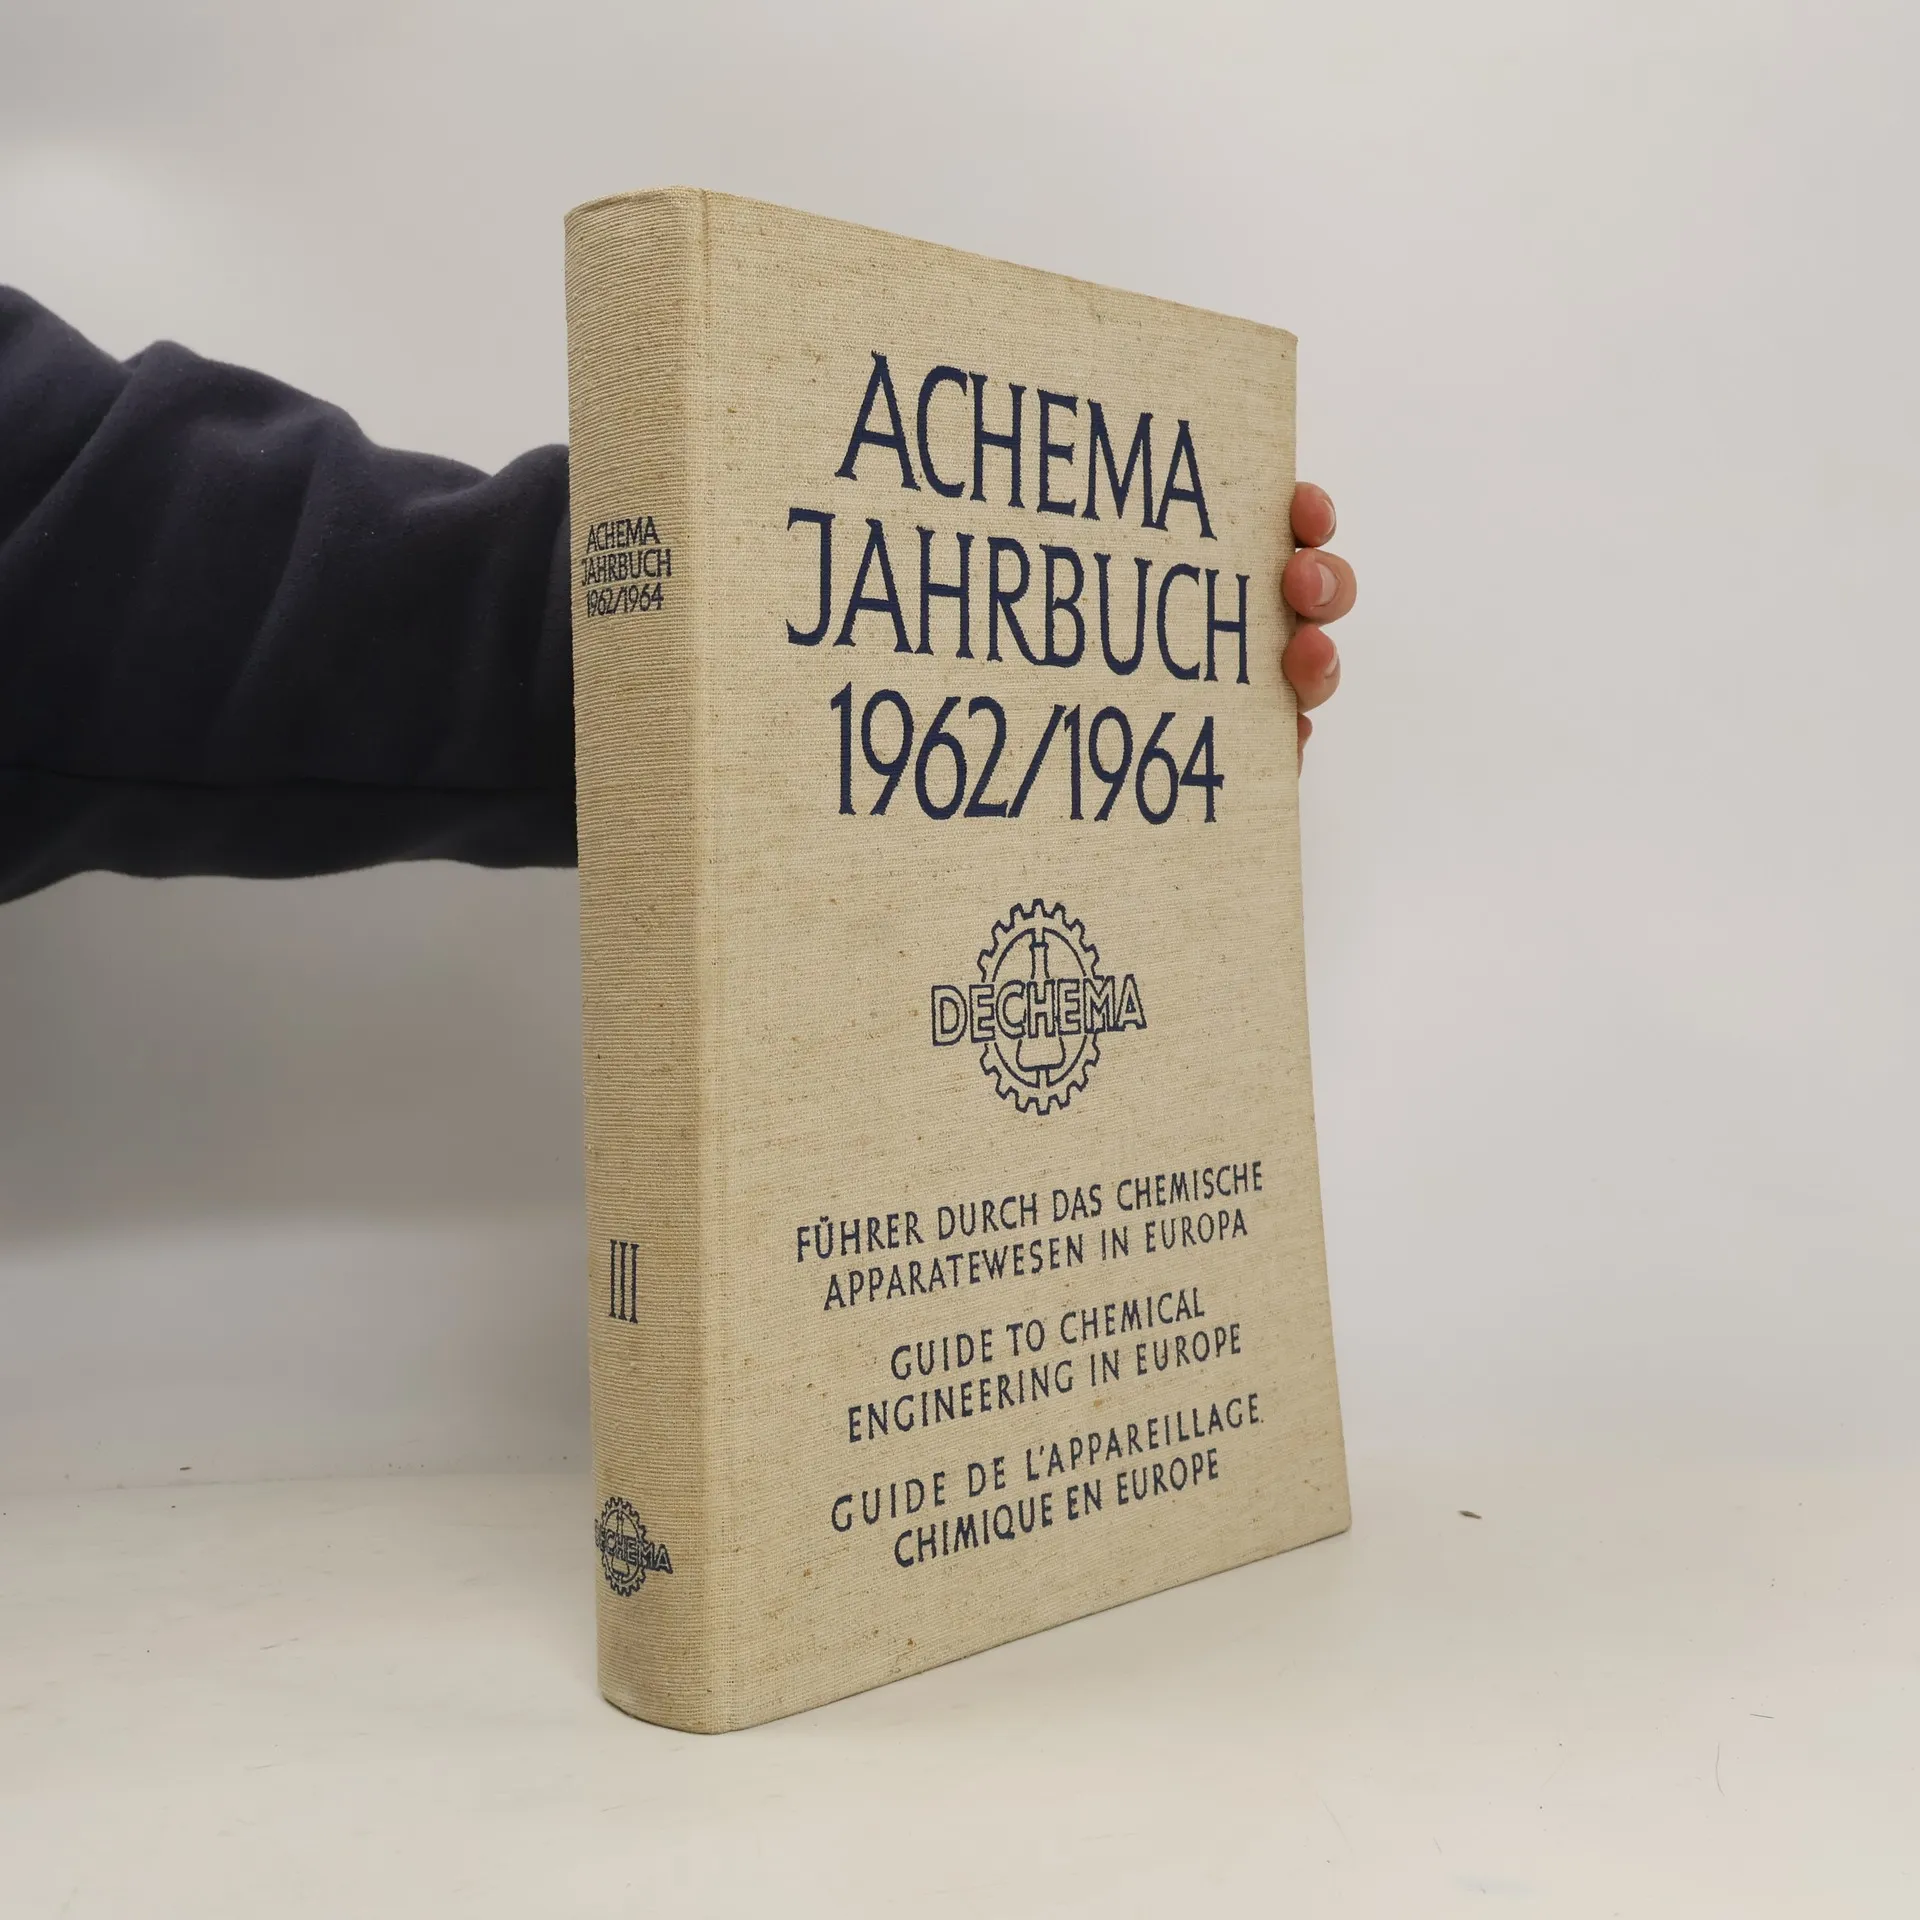 ACHEMA
JAHRBUCH
1962/1964
III
DECHEMA
ACHEMA
JAHRBUCH
1962/1964
DECHEMA
FÜHRER DURCH DAS CHEMISCHE
APPARATEWESEN IN EUROPA
GUIDE TO CHEMICAL
ENGINEERING IN EUROPE
GUIDE DE L'APPAREILLAGE
CHIMIQUE EN EUROPE